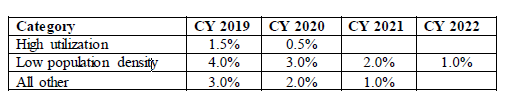 Category CY 2019 CY 2020 CY 2021 CY 2022
High utilization 1.5% 0.5%
Low population density 4.0% 3.0% 2.0% 1.0%
All other 3.0% 2.0% 1.0%